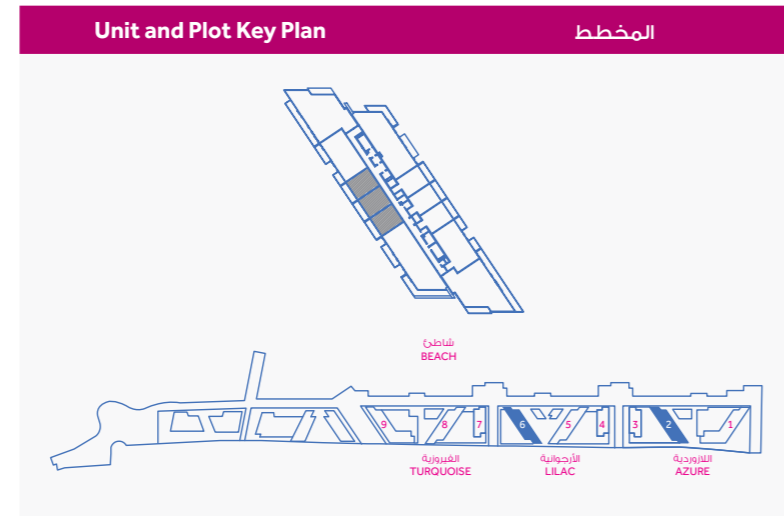 Unit and Plot Key Plan
المخطط
شاطئ
BEACH
9 8 7 6 5 4 3 2 1
الفيروزية
TURQUOISE
الأرجوانية
LILAC
اللازوردية
AZURE